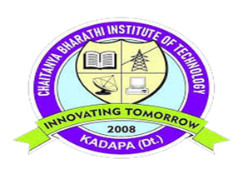 CHAITANYA BHARATHI INSTITUTE OF TECHNOLOGY
INNOVATING TOMORROW
2008
KADAPA (Dt.)